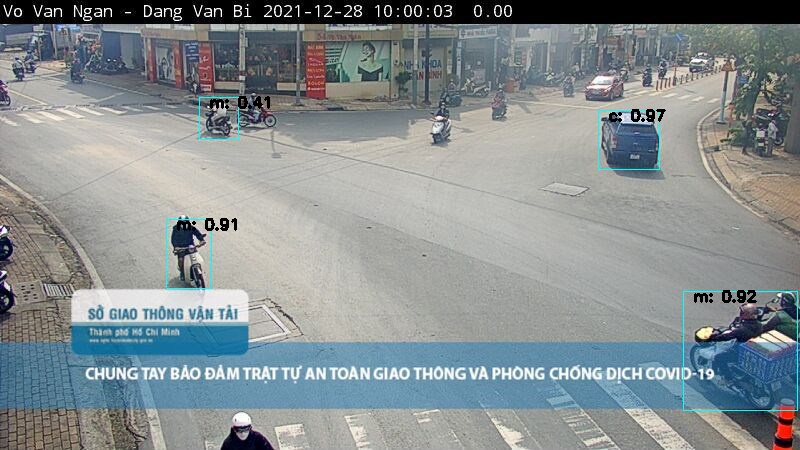 Vo Van Ngan - Dang Van Bi 2021-12-28 10:00:03 0.00
m: 0.41
c: 0.97
m: 0.91
m: 0.92
SỞ GIAO THÔNG VẬN TẢI
Thành phố Hồ Chí Minh
CHUNG TAY BẢO ĐẢM TRẬT TỰ AN TOÀN GIAO THÔNG VÀ PHÒNG CHỐNG DỊCH COVID-19